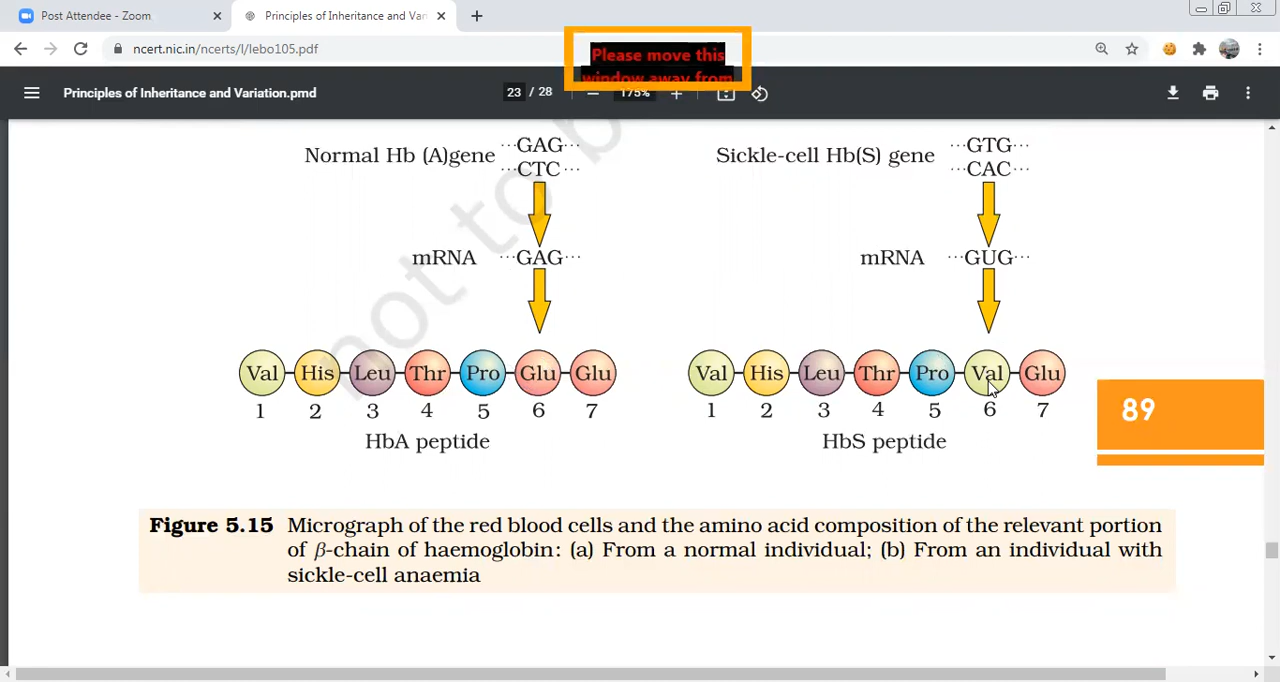 Post Attendee - Zoom
Principles of Inheritance and Var
ncert.nic.in/ncerts/l/lebo105.pdf
Please move this
window away from
Principles of Inheritance and Variation.pmd
23 / 28
175%
not to b
Normal Hb (A)gene
···GAG···
···CTC···
Sickle-cell Hb(S) gene
···GTG···
···CAC···
mRNA ···GAG···
mRNA ···GUG···
Val His Leu Thr Pro Glu Glu
1 2 3 4 5 6 7
HbA peptide
Val His Leu Thr Pro Val Glu
1 2 3 4 5 6 7
HbS peptide
89
Figure 5.15 Micrograph of the red blood cells and the amino acid composition of the relevant portion
of β-chain of haemoglobin: (a) From a normal individual; (b) From an individual with
sickle-cell anaemia